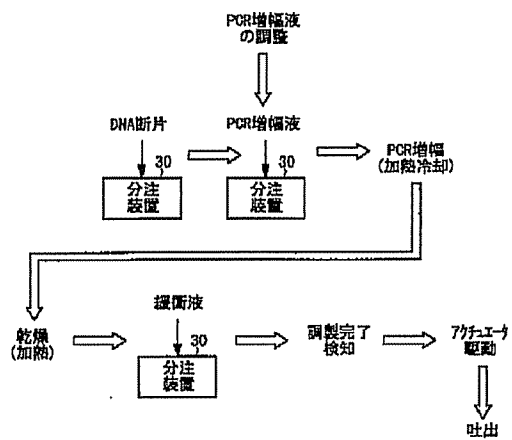 PCR増幅液
の調整
DNA断片
PCR増幅液
PCR増幅
(加熱冷却)
30
分注
装置
30
分注
装置
乾燥
(加熱)
緩衝液
30
分注
装置
調製完了
検知
アクチュエータ
駆動
吐出